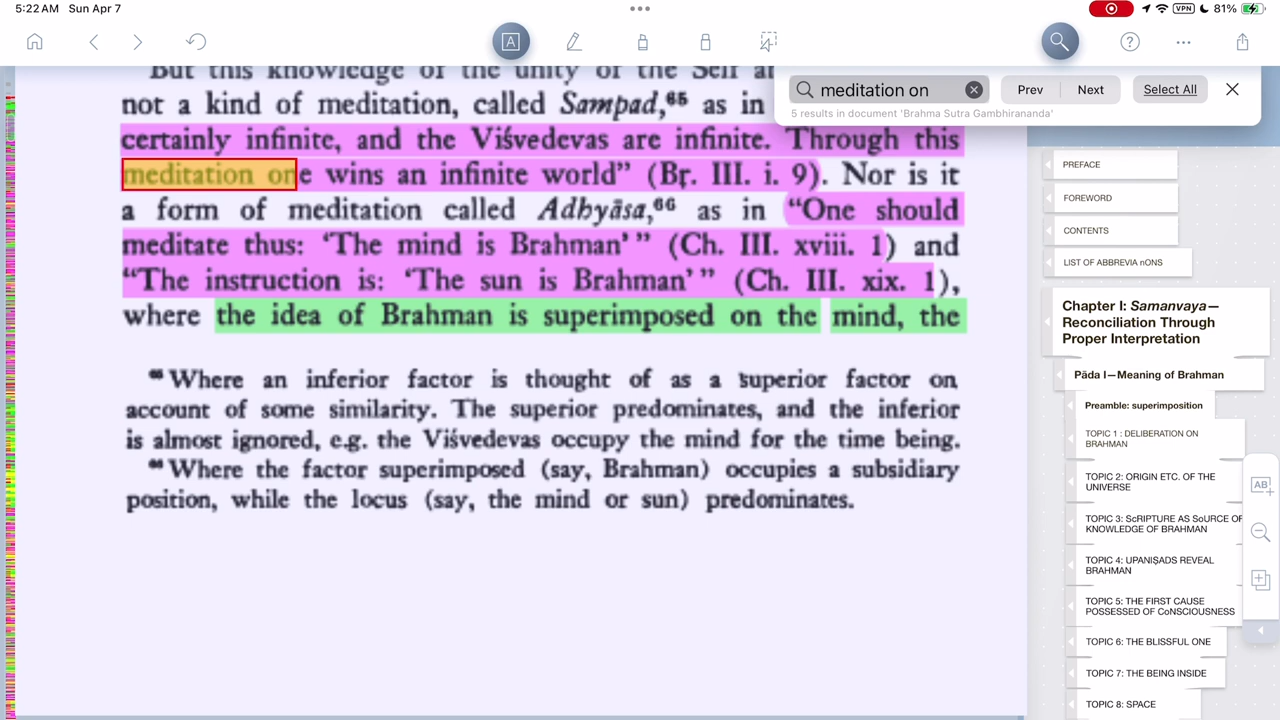 5:22 AM Sun Apr 7
VPN 81%
A
meditation on
Prev
Next
Select All
5 results in document 'Brahma Sutra Gambhirananda'
But this knowledge of the unity of the Self
not a kind of meditation, called Sampad,⁶⁵ as in
certainly infinite, and the Viśvedevas are infinite. Through this
meditation one wins an infinite world” (Bṛ. III. i. 9). Nor is it
a form of meditation called Adhyāsa,⁶⁶ as in “One should
meditate thus: ‘The mind is Brahman’ ” (Ch. III. xviii. 1) and
“The instruction is: ‘The sun is Brahman’ ” (Ch. III. xix. 1),
where the idea of Brahman is superimposed on the mind, the
Where an inferior factor is thought of as a superior factor on
account of some similarity. The superior predominates, and the inferior
is almost ignored, e.g. the Viśvedevas occupy the mind for the time being.
Where the factor superimposed (say, Brahman) occupies a subsidiary
position, while the locus (say, the mind or sun) predominates.
PREFACE
FOREWORD
CONTENTS
LIST OF ABBREVIA nONS
Chapter I: Samanvaya—
Reconciliation Through
Proper Interpretation
Pāda I—Meaning of Brahman
Preamble: superimposition
TOPIC 1 : DELIBERATION ON
BRAHMAN
TOPIC 2: ORIGIN ETC. OF THE
UNIVERSE
TOPIC 3: ScRIPTURE AS SoURCE OF
KNOWLEDGE OF BRAHMAN
TOPIC 4: UPANIṢADS REVEAL
BRAHMAN
TOPIC 5: THE FIRST CAUSE
POSSESSED OF CoNSCIOUSNESS
TOPIC 6: THE BLISSFUL ONE
TOPIC 7: THE BEING INSIDE
TOPIC 8: SPACE
AB